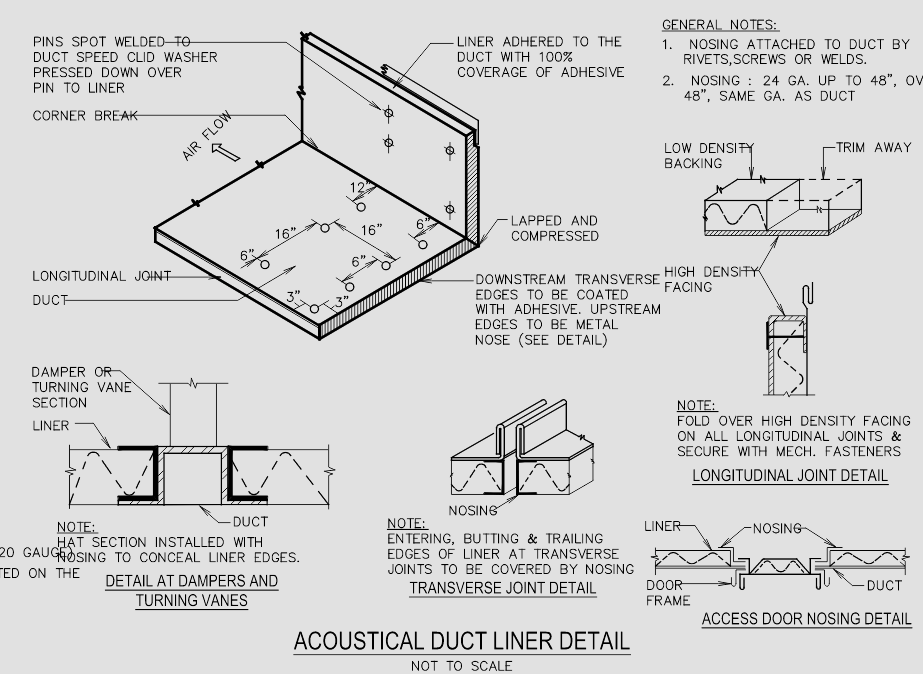 PINS SPOT WELDED TO
DUCT SPEED CLID WASHER
PRESSED DOWN OVER
PIN TO LINER
CORNER BREAK
AIR FLOW
LINER ADHERED TO THE
DUCT WITH 100%
COVERAGE OF ADHESIVE
12"
16"
16"
6"
6"
6"
3"
3"
LAPPED AND
COMPRESSED
LONGITUDINAL JOINT
DUCT
DOWNSTREAM TRANSVERSE
EDGES TO BE COATED
WITH ADHESIVE. UPSTREAM
EDGES TO BE METAL
NOSE (SEE DETAIL)
GENERAL NOTES:
1. NOSING ATTACHED TO DUCT BY
RIVETS,SCREWS OR WELDS.
2. NOSING : 24 GA. UP TO 48", OV
48", SAME GA. AS DUCT
LOW DENSITY
BACKING
TRIM AWAY
HIGH DENSITY
FACING
NOTE:
FOLD OVER HIGH DENSITY FACING
ON ALL LONGITUDINAL JOINTS &
SECURE WITH MECH. FASTENERS
LONGITUDINAL JOINT DETAIL
DAMPER OR
TURNING VANE
SECTION
LINER
DUCT
NOTE:
HAT SECTION INSTALLED WITH
NOSING TO CONCEAL LINER EDGES.
20 GAUGE)
TED ON THE
DETAIL AT DAMPERS AND
TURNING VANES
NOSING
NOTE:
ENTERING, BUTTING & TRAILING
EDGES OF LINER AT TRANSVERSE
JOINTS TO BE COVERED BY NOSING
TRANSVERSE JOINT DETAIL
LINER
NOSING
DOOR
FRAME
DUCT
ACCESS DOOR NOSING DETAIL
ACOUSTICAL DUCT LINER DETAIL
NOT TO SCALE